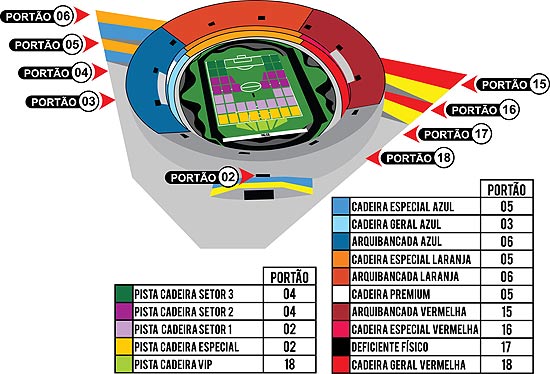 PORTÃO 06
PORTÃO 05
PORTÃO 04
PORTÃO 03
PORTÃO 02
PORTÃO 15
PORTÃO 16
PORTÃO 17
PORTÃO 18
PORTÃO
CADEIRA ESPECIAL AZUL 05
CADEIRA GERAL AZUL 03
ARQUIBANCADA AZUL 06
CADEIRA ESPECIAL LARANJA 05
ARQUIBANCADA LARANJA 06
CADEIRA PREMIUM 05
ARQUIBANCADA VERMELHA 15
CADEIRA ESPECIAL VERMELHA 16
DEFICIENTE FÍSICO 17
CADEIRA GERAL VERMELHA 18
PORTÃO
PISTA CADEIRA SETOR 3 04
PISTA CADEIRA SETOR 2 04
PISTA CADEIRA SETOR 1 02
PISTA CADEIRA ESPECIAL 02
PISTA CADEIRA VIP 18